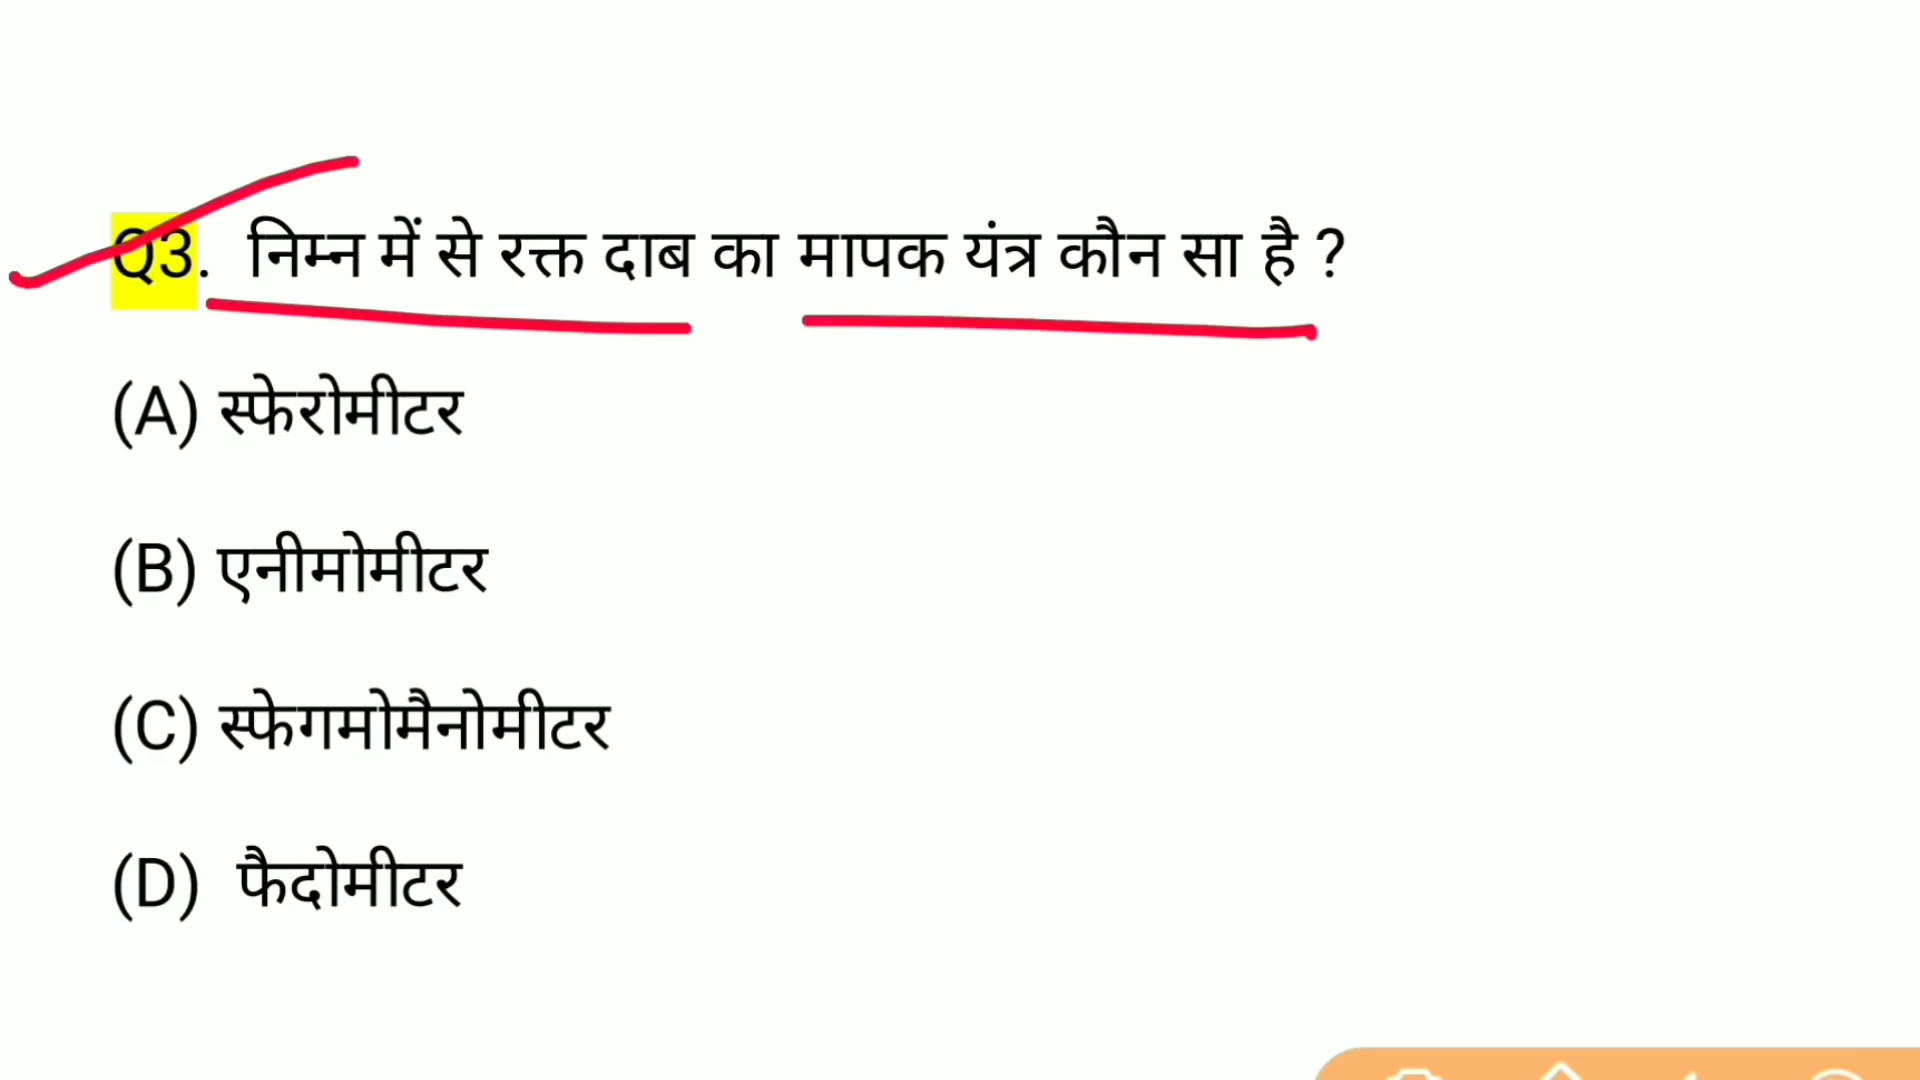 Q3. निम्न में से रक्त दाब का मापक यंत्र कौन सा है ?
(A) स्फेरोमीटर
(B) एनीमोमीटर
(C) स्फेगमोमैनोमीटर
(D) फैदोमीटर